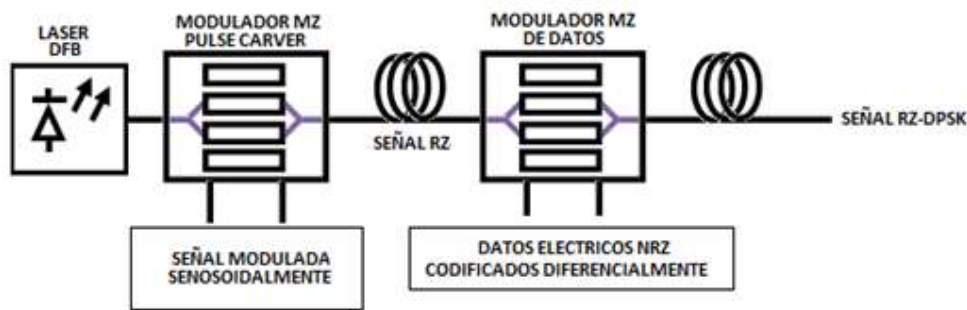 LASER
DFB
MODULADOR MZ
PULSE CARVER
SEÑAL RZ
MODULADOR MZ
DE DATOS
SEÑAL RZ-DPSK
SEÑAL MODULADA
SENOSOIDALMENTE
DATOS ELECTRICOS NRZ
CODIFICADOS DIFERENCIALMENTE